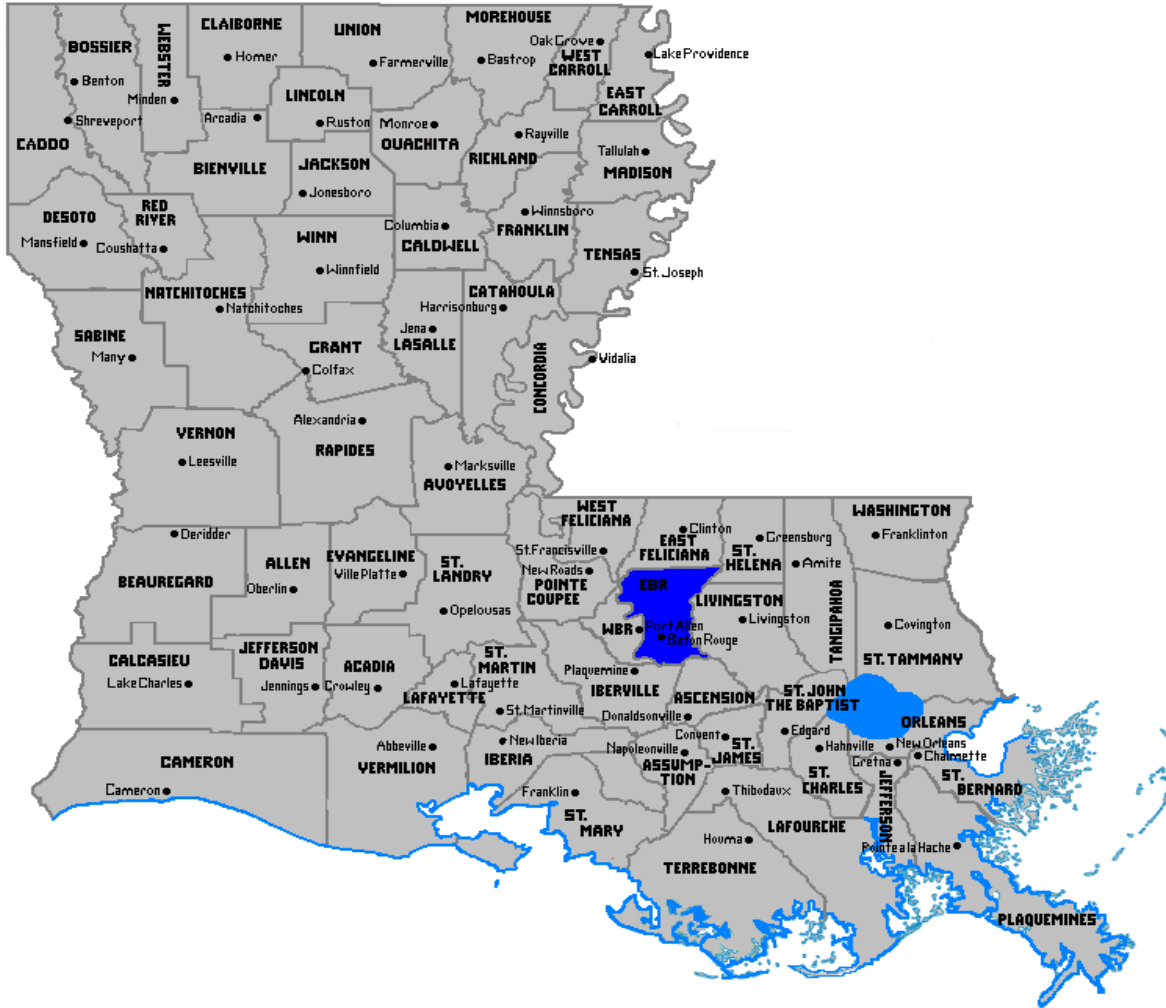 CLAIBORNE
Homer
UNION
Farmerville
MOREHOUSE
Bastrop
Oak Grove
WEST
CARROLL
Lake Providence
EAST
CARROLL
BOSSIER
Benton
WEBSTER
Minden
Shreveport
CADDO
Arcadia
LINCOLN
Ruston
Monroe
OUACHITA
Rayville
RICHLAND
Tallulah
MADISON
BIENVILLE
JACKSON
Jonesboro
DESOTO
Mansfield
RED
RIVER
Coushatta
WINN
Winnfield
Columbia
CALDWELL
Winnsboro
FRANKLIN
TENSAS
St. Joseph
NATCHITOCHES
Natchitoches
CATAHOULA
Harrisonburg
SABINE
Many
GRANT
Colfax
Jena
LASALLE
CONCORDIA
Vidalia
VERNON
Leesville
Alexandria
RAPIDES
Marksville
AVOYELLES
WEST
FELICIANA
St. Francisville
Clinton
EAST
FELICIANA
Greensburg
ST.
HELENA
WASHINGTON
Franklinton
Deridder
BEAUREGARD
ALLEN
Oberlin
EVANGELINE
Ville Platte
ST.
LANDRY
Opelousas
New Roads
POINTE
COUPEE
EBR
LIVINGSTON
Livingston
Amite
TANGIPAHOA
Covington
ST. TAMMANY
WBR
Port Allen
Baton Rouge
CALCASIEU
Lake Charles
JEFFERSON
DAVIS
Jennings
ACADIA
Crowley
LAFAYETTE
Lafayette
ST.
MARTIN
St. Martinville
Plaquemine
IBERVILLE
ASCENSION
Donaldsonville
ST. JOHN
THE BAPTIST
Edgard
ORLEANS
New Orleans
Chalmette
CAMERON
Cameron
Abbeville
VERMILION
New Iberia
IBERIA
Napoleonville
ASSUMP-
TION
Convent
ST.
JAMES
Hahnville
ST.
CHARLES
Gretna
JEFFERSON
ST.
BERNARD
Franklin
ST.
MARY
Thibodaux
LAFOURCHE
Houma
TERREBONNE
Pointe a la Hache
PLAQUEMINES